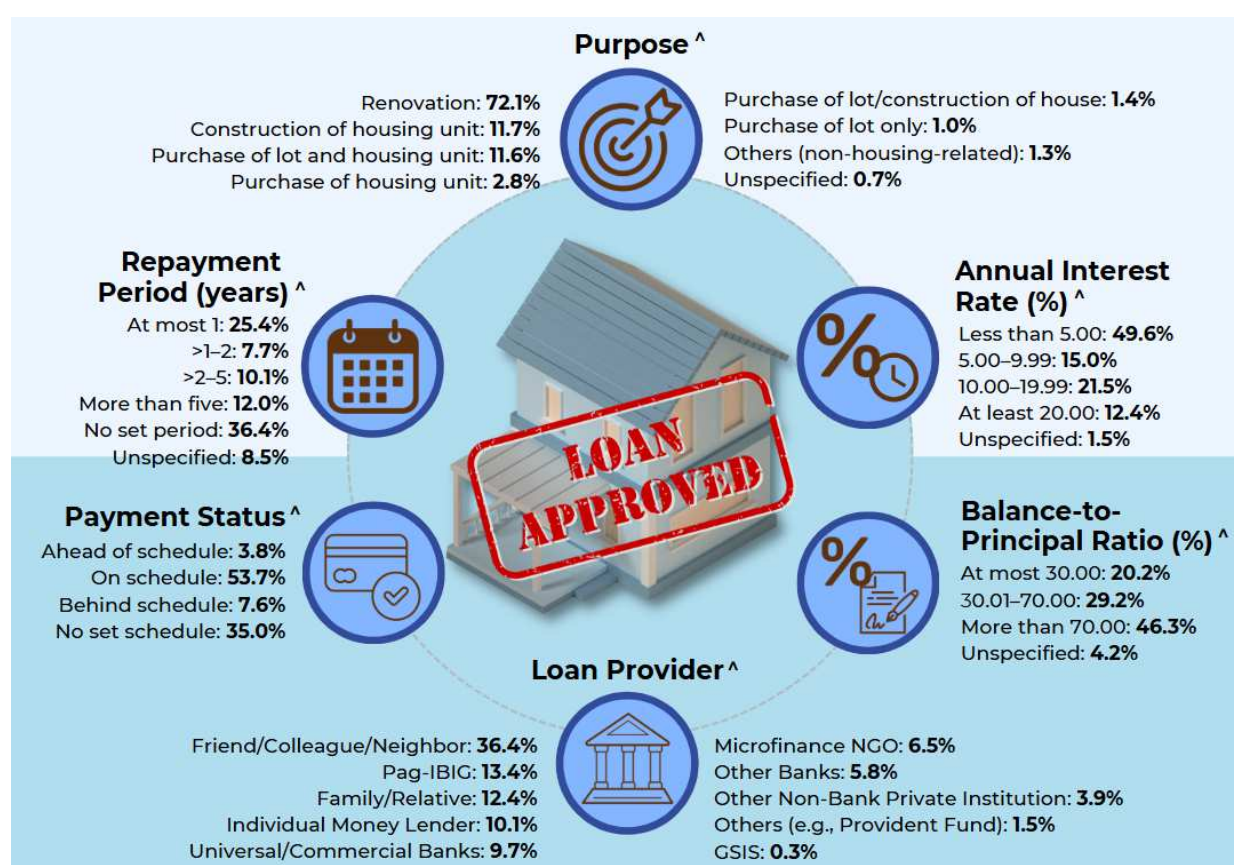 Purpose ^
Renovation: 72.1%
Construction of housing unit: 11.7%
Purchase of lot and housing unit: 11.6%
Purchase of housing unit: 2.8%
Purchase of lot/construction of house: 1.4%
Purchase of lot only: 1.0%
Others (non-housing-related): 1.3%
Unspecified: 0.7%
Repayment
Period (years) ^
At most 1: 25.4%
>1–2: 7.7%
>2–5: 10.1%
More than five: 12.0%
No set period: 36.4%
Unspecified: 8.5%
Annual Interest
Rate (%) ^
Less than 5.00: 49.6%
5.00–9.99: 15.0%
10.00–19.99: 21.5%
At least 20.00: 12.4%
Unspecified: 1.5%
%
LOAN
APPROVED
Payment Status ^
Ahead of schedule: 3.8%
On schedule: 53.7%
Behind schedule: 7.6%
No set schedule: 35.0%
Balance-to-
Principal Ratio (%) ^
At most 30.00: 20.2%
30.01–70.00: 29.2%
More than 70.00: 46.3%
Unspecified: 4.2%
%
Loan Provider ^
Friend/Colleague/Neighbor: 36.4%
Pag-IBIG: 13.4%
Family/Relative: 12.4%
Individual Money Lender: 10.1%
Universal/Commercial Banks: 9.7%
Microfinance NGO: 6.5%
Other Banks: 5.8%
Other Non-Bank Private Institution: 3.9%
Others (e.g., Provident Fund): 1.5%
GSIS: 0.3%